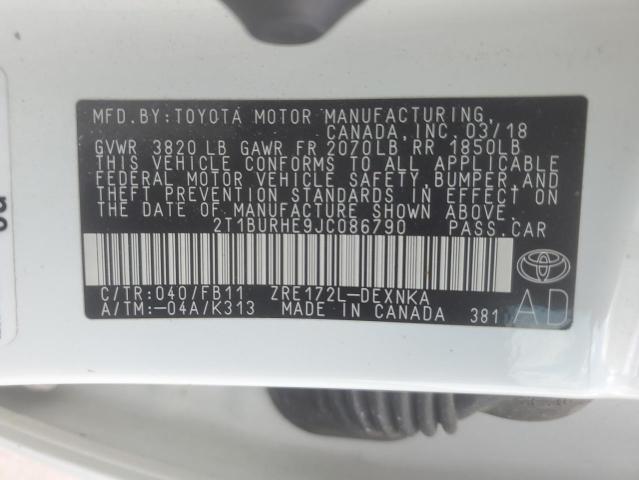 MFD. BY: TOYOTA MOTOR MANUFACTURING,
CANADA, INC. 03/18
GVWR 3820 LB GAWR FR 2070LB RR 1850LB
THIS VEHICLE CONFORMS TO ALL APPLICABLE
FEDERAL MOTOR VEHICLE SAFETY, BUMPER, AND
THEFT PREVENTION STANDARDS IN EFFECT ON
THE DATE OF MANUFACTURE SHOWN ABOVE.
2T1BURHE9JC086790 PASS. CAR
C/TR: 040/FB11 ZRE172L-DEXNKA
A/TM: -04A/K313 MADE IN CANADA 381
AD